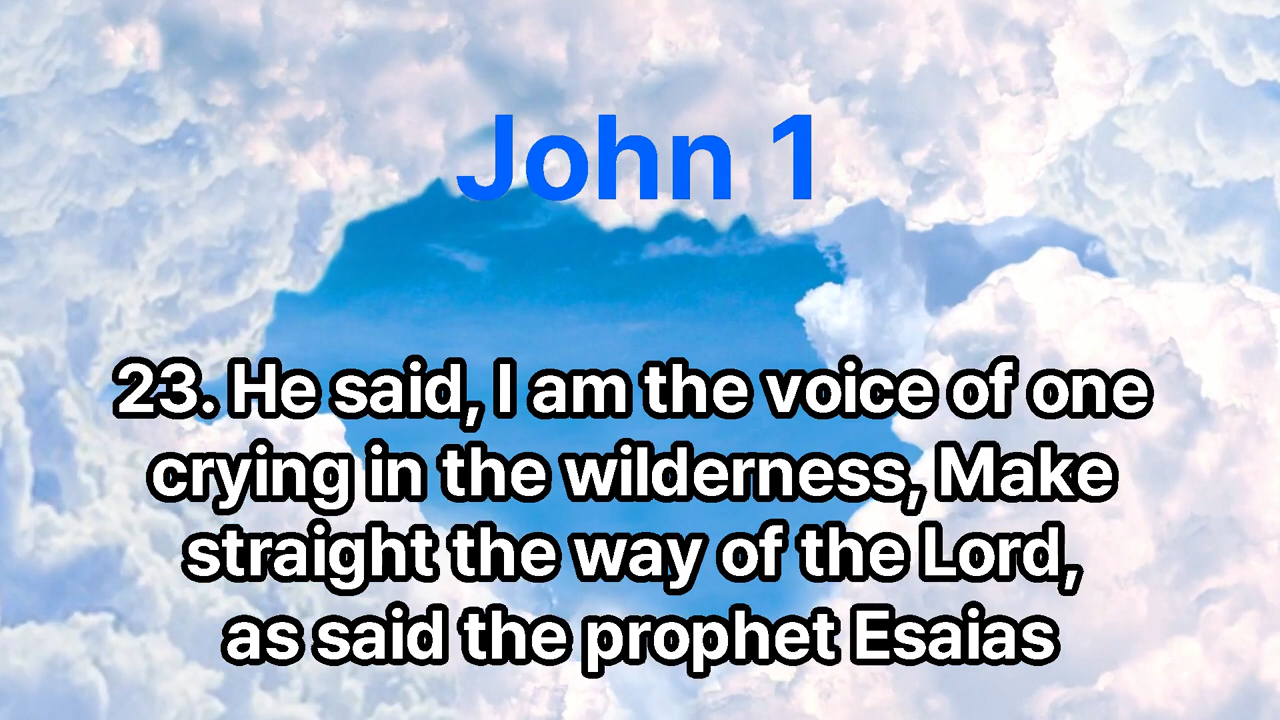 John 1
23. He said, I am the voice of one
crying in the wilderness, Make
straight the way of the Lord,
as said the prophet Esaias